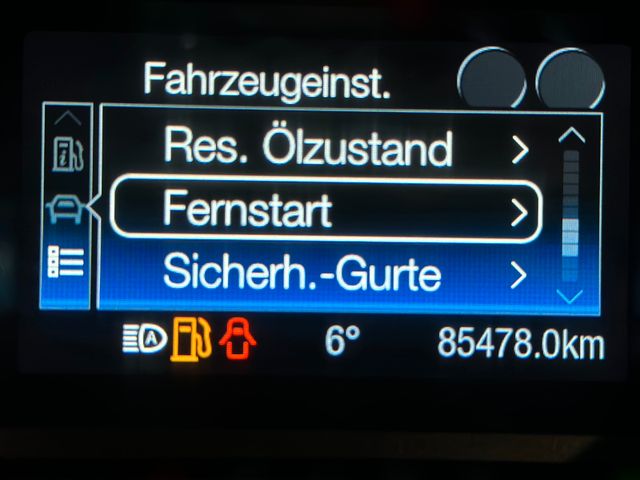 Fahrzeugeinst.
Res. Ölzustand
Fernstart
Sicherh.-Gurte
6° 85478.0km